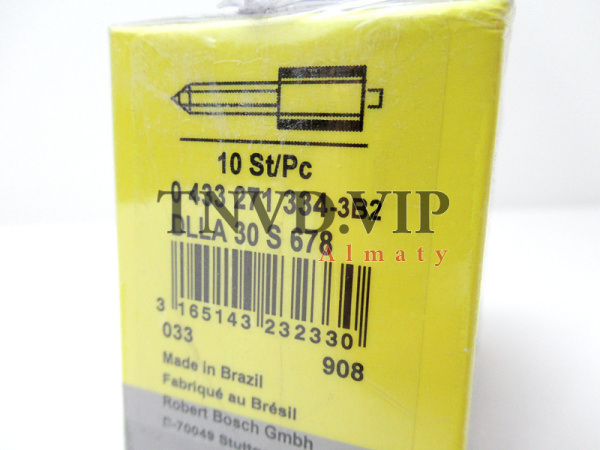 10 St/Pc
0 433 271 334-3B2
DLLA 30 S 678
TNVD.VIP
Almaty
3 165143 232330
033
908
Made in Brazil
Fabriqué au Brésil
Robert Bosch GmbH
D-70049